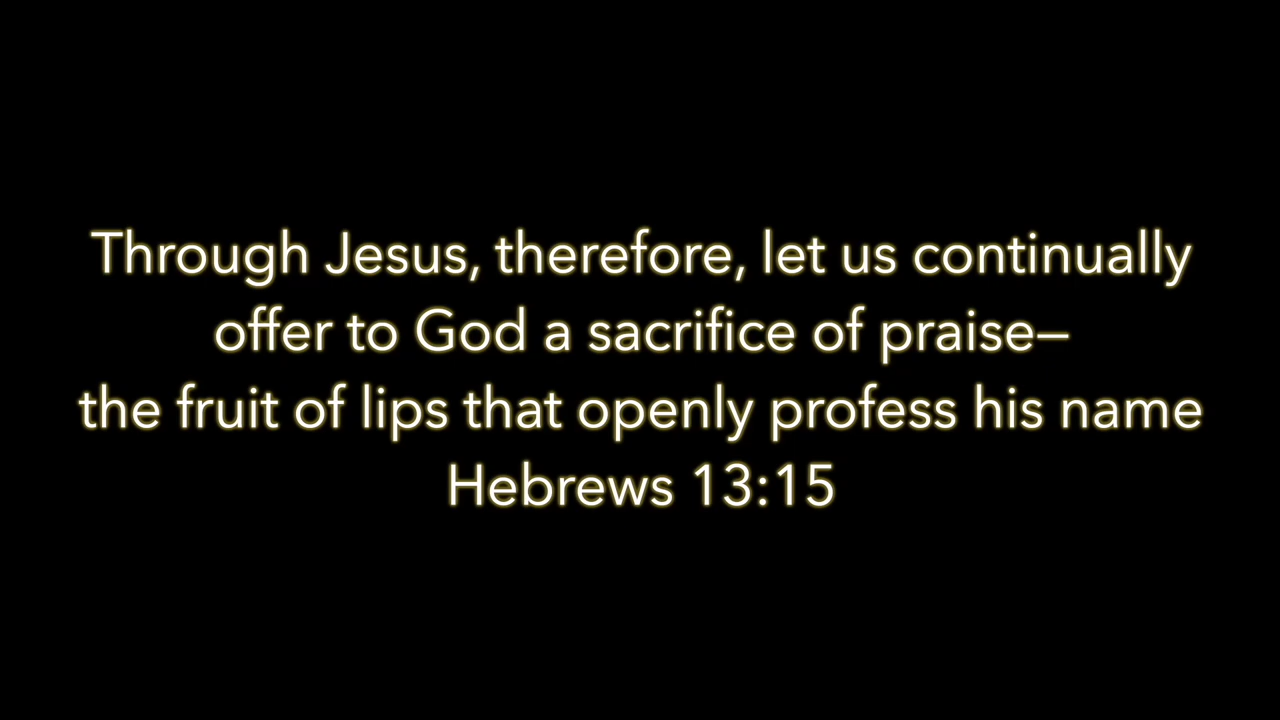 Through Jesus, therefore, let us continually
offer to God a sacrifice of praise—
the fruit of lips that openly profess his name
Hebrews 13:15